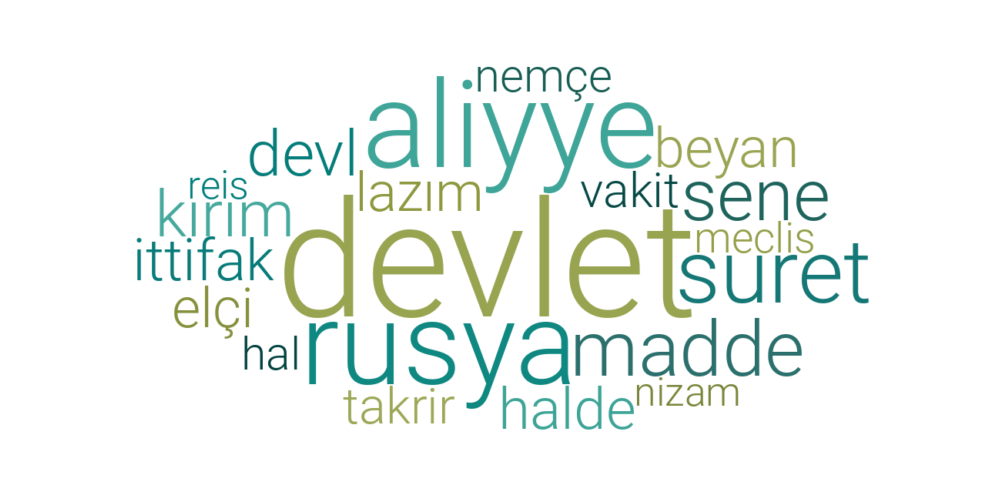 nemçe
aliyye
devl
beyan
reis
lazım
vakit
sene
kırım
devlet
meclis
ittifak
suret
elçi
rusya
madde
hal
takrir
halde
nizam